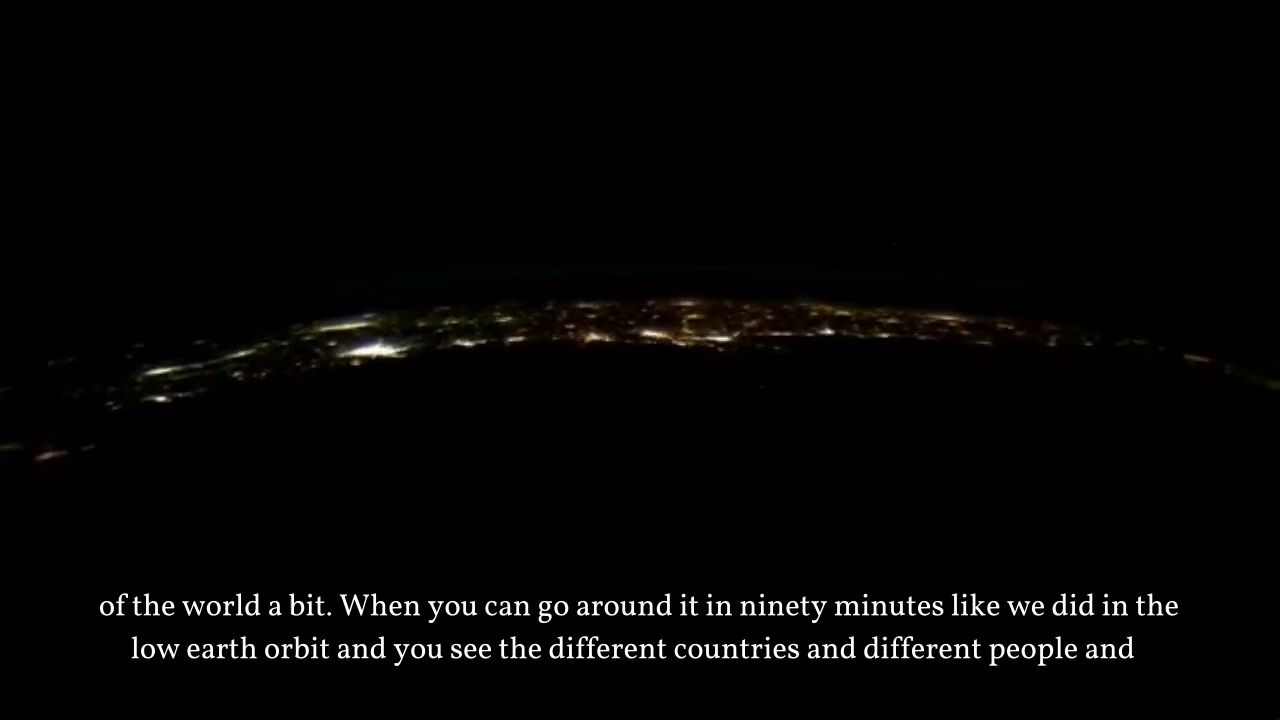 of the world a bit. When you can go around it in ninety minutes like we did in the
low earth orbit and you see the different countries and different people and